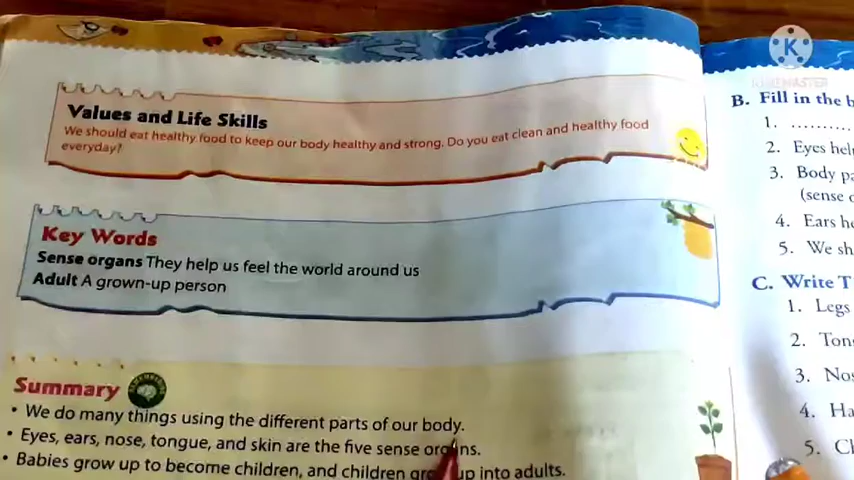 Values and Life Skills
We should eat healthy food to keep our body healthy and strong. Do you eat clean and healthy food
everyday?
Key Words
Sense organs They help us feel the world around us
Adult A grown-up person
Summary
• We do many things using the different parts of our body.
• Eyes, ears, nose, tongue, and skin are the five sense organs.
• Babies grow up to become children, and children grow up into adults.
B. Fill in the b
1. ..........
2. Eyes hel
3. Body pa
(sense o
4. Ears he
5. We sh
C. Write T
1. Legs
2. Ton
3. Nos
4. Ha
5. Ch
K
KINEMASTER